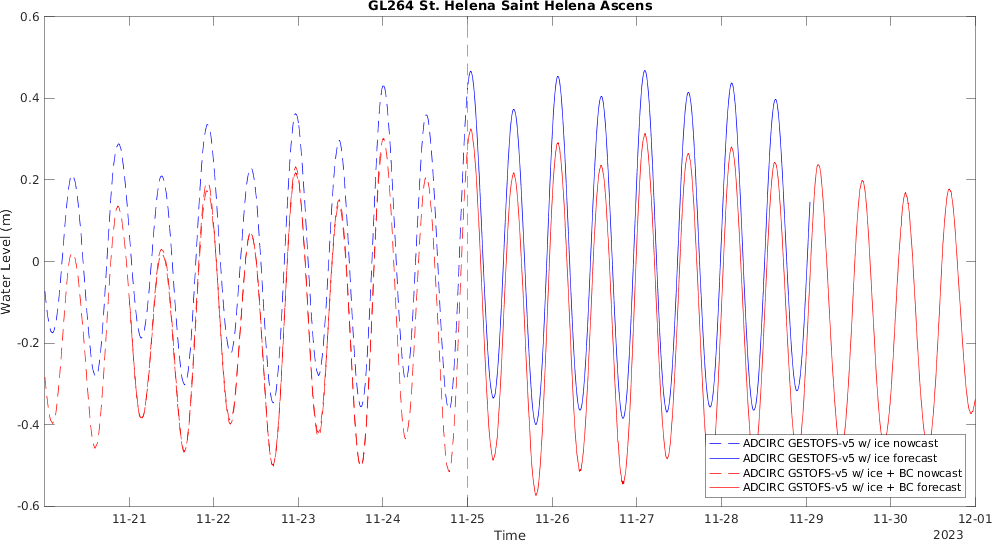 GL264 St. Helena Saint Helena Ascens
0.6
0.4
0.2
0
-0.2
-0.4
-0.6
Water Level (m)
ADCIRC GESTOFS-v5 w/ ice nowcast
ADCIRC GESTOFS-v5 w/ ice forecast
ADCIRC GSTOFS-v5 w/ ice + BC nowcast
ADCIRC GSTOFS-v5 w/ ice + BC forecast
11-21 11-22 11-23 11-24 11-25 11-26 11-27 11-28 11-29 11-30 12-01
Time
2023